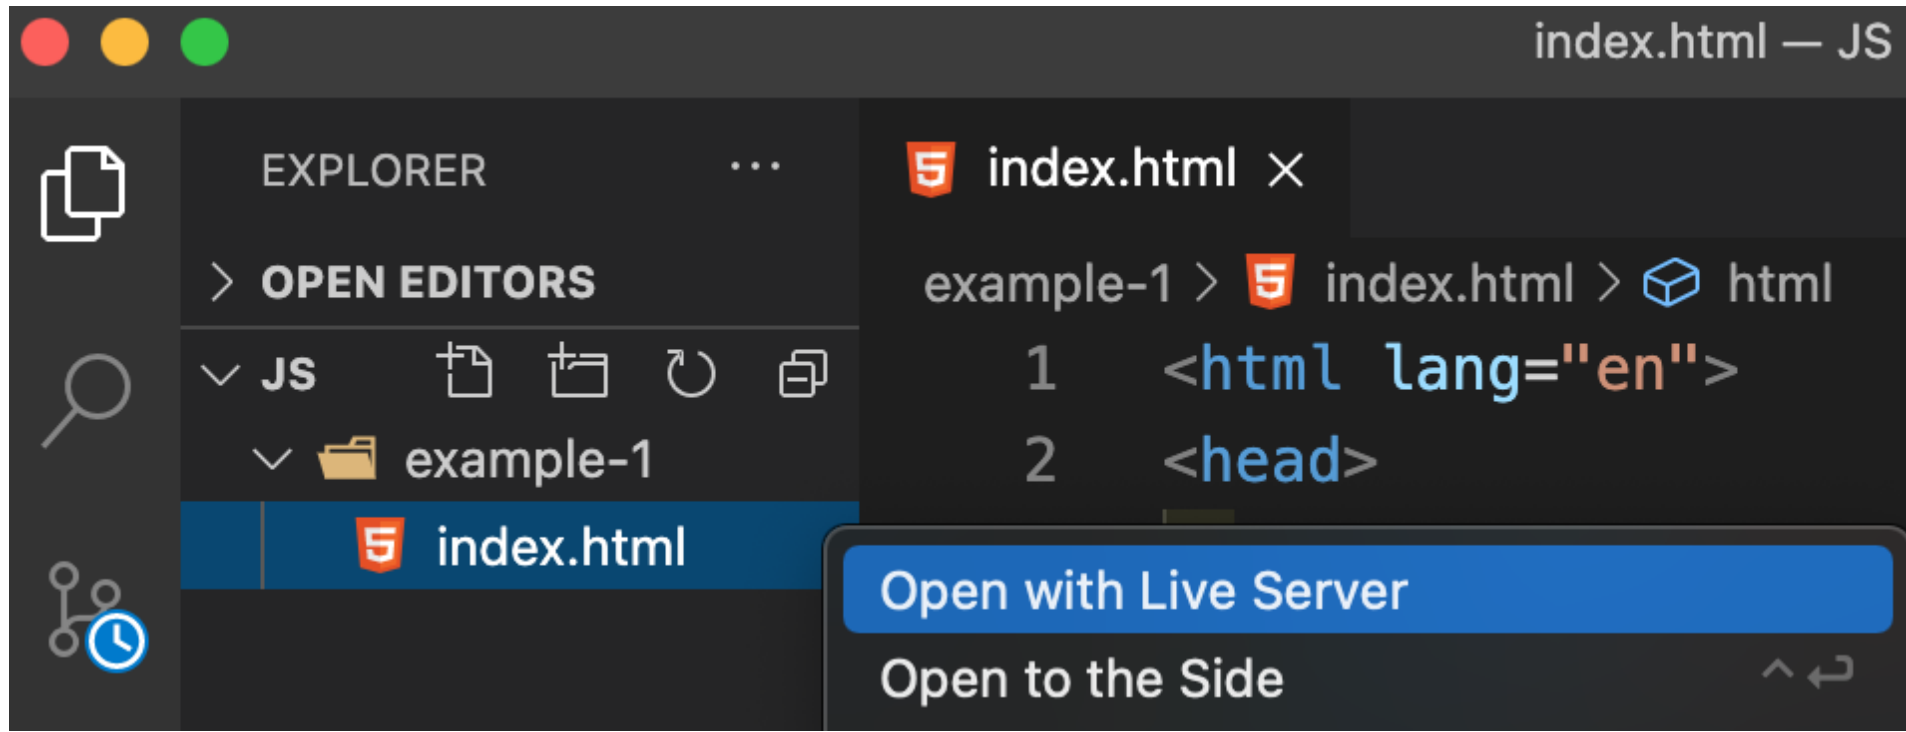 index.html — JS
EXPLORER ...
index.html
OPEN EDITORS
example-1 > index.html > html
JS
1 <html lang="en">
example-1
2 <head>
index.html
Open with Live Server
Open to the Side ^ ⏎